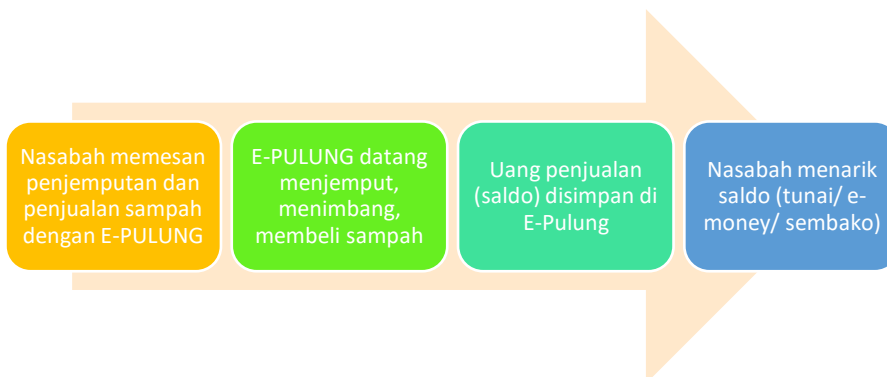 Nasabah memesan
penjemputan dan
penjualan sampah
dengan E-PULUNG
E-PULUNG datang
menjemput,
menimbang,
membeli sampah
Uang penjualan
(saldo) disimpan di
E-Pulung
Nasabah menarik
saldo (tunai/ e-
money/ sembako)